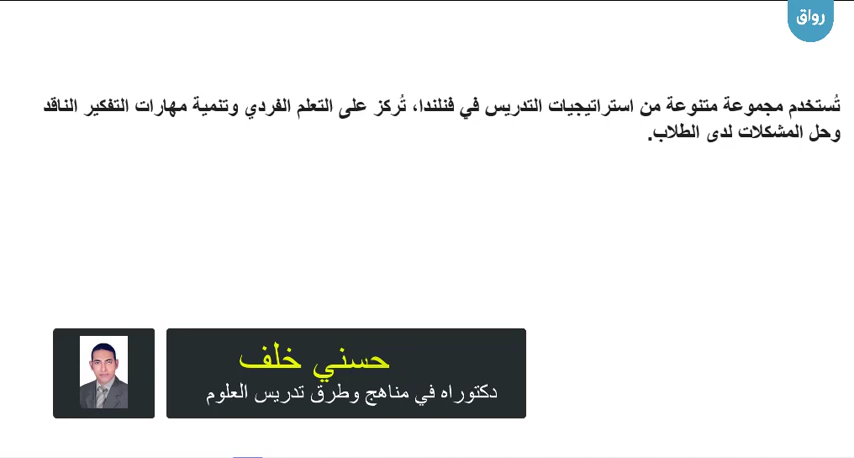 رواق
تُستخدم مجموعة متنوعة من استراتيجيات التدريس في فنلندا، تُركز على التعلم الفردي وتنمية مهارات التفكير الناقد
وحل المشكلات لدى الطلاب.
حسني خلف
دكتوراه في مناهج وطرق تدريس العلوم